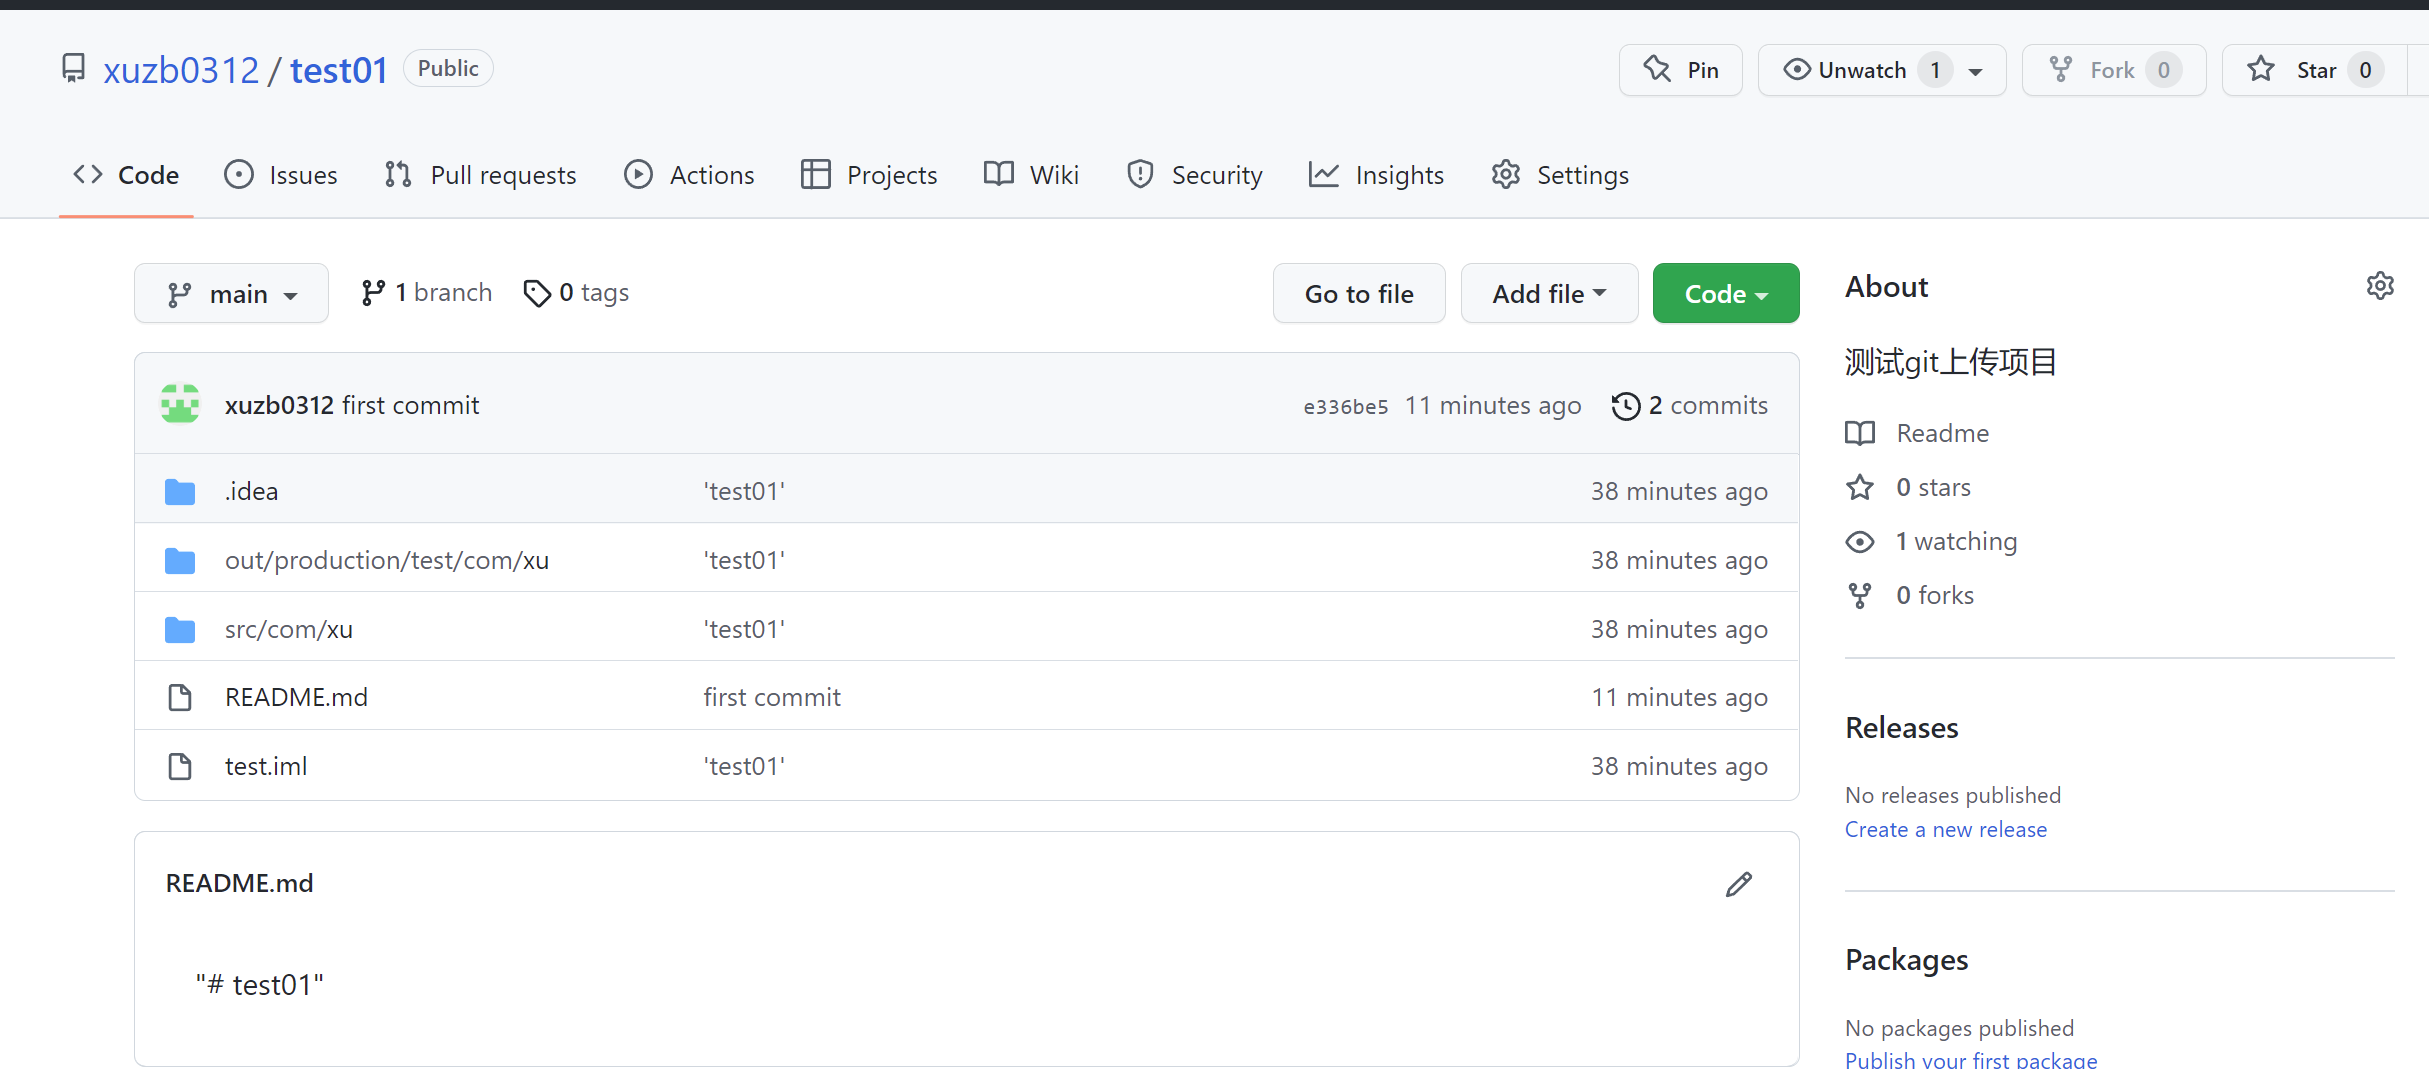 xuzb0312 / test01 Public
Pin
Unwatch 1
Fork 0
Star 0
Code
Issues
Pull requests
Actions
Projects
Wiki
Security
Insights
Settings
main
1 branch
0 tags
Go to file
Add file
Code
xuzb0312 first commit
e336be5 11 minutes ago
2 commits
.idea 'test01' 38 minutes ago
out/production/test/com/xu 'test01' 38 minutes ago
src/com/xu 'test01' 38 minutes ago
README.md first commit 11 minutes ago
test.iml 'test01' 38 minutes ago
README.md
"# test01"
About
测试git上传项目
Readme
0 stars
1 watching
0 forks
Releases
No releases published
Create a new release
Packages
No packages published
Publish your first package